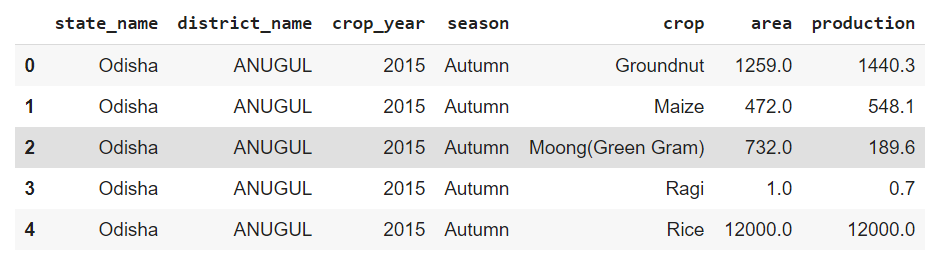 state_name district_name crop_year season crop area production
0 Odisha ANUGUL 2015 Autumn Groundnut 1259.0 1440.3
1 Odisha ANUGUL 2015 Autumn Maize 472.0 548.1
2 Odisha ANUGUL 2015 Autumn Moong(Green Gram) 732.0 189.6
3 Odisha ANUGUL 2015 Autumn Ragi 1.0 0.7
4 Odisha ANUGUL 2015 Autumn Rice 12000.0 12000.0